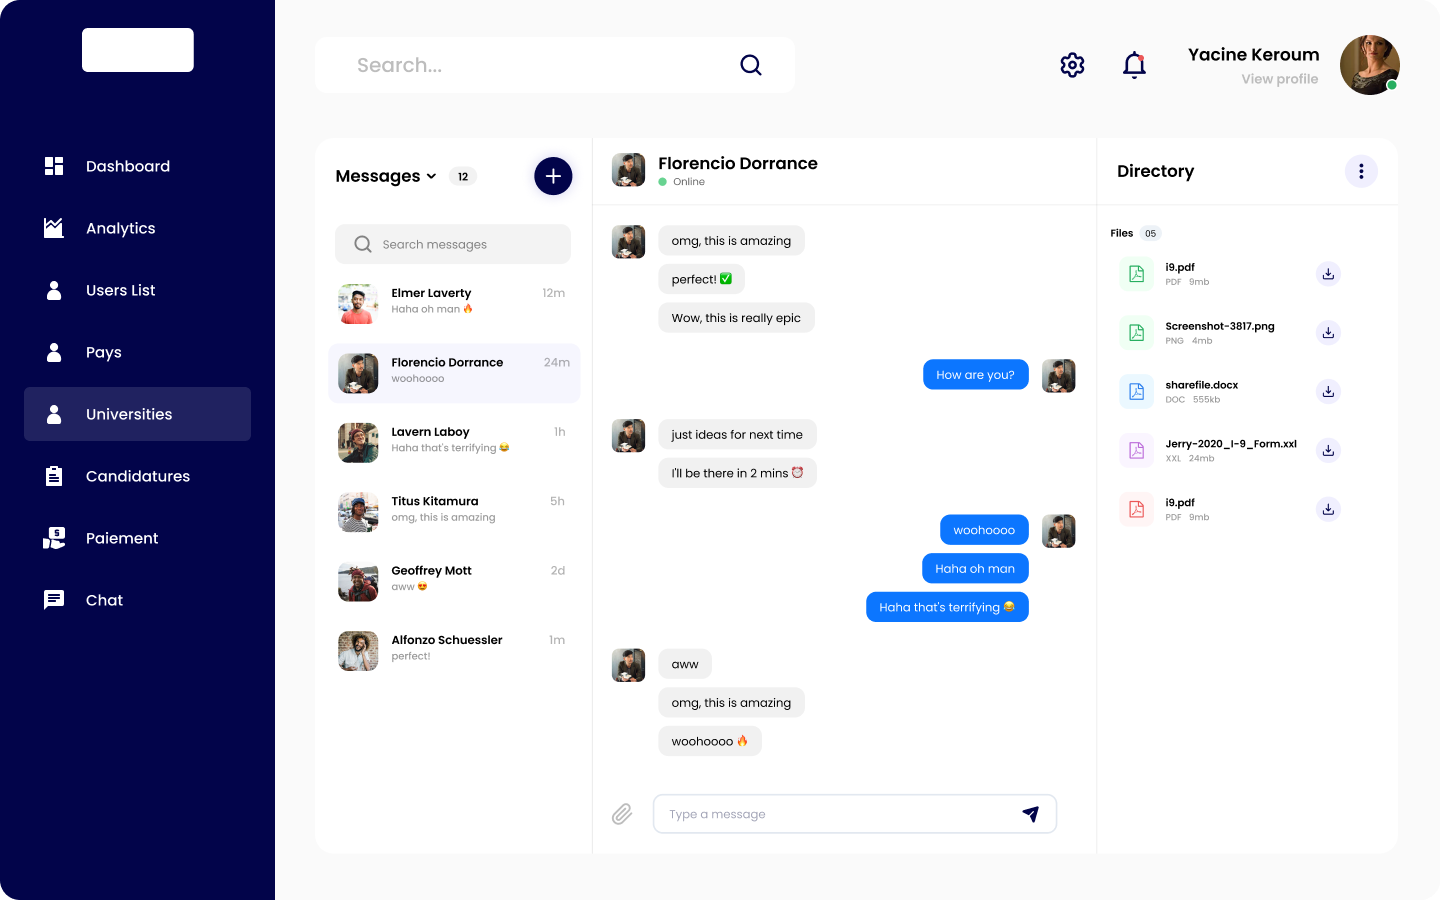 Dashboard
Analytics
Users List
Pays
Universities
Candidatures
Paiement
Chat
Search...
Yacine Keroum
View profile
Messages 12
Search messages
Elmer Laverty 12m
Haha oh man 🔥
Florencio Dorrance 24m
woohoooo
Lavern Laboy 1h
Haha that's terrifying 😂
Titus Kitamura 5h
omg, this is amazing
Geoffrey Mott 2d
aww 😍
Alfonzo Schuessler 1m
perfect!
Florencio Dorrance
Online
omg, this is amazing
perfect! ✅
Wow, this is really epic
How are you?
just ideas for next time
I'll be there in 2 mins ⏰
woohoooo
Haha oh man
Haha that's terrifying 😂
aww
omg, this is amazing
woohoooo 🔥
Type a message
Directory
Files 05
i9.pdf
PDF 9mb
Screenshot-3817.png
PNG 4mb
sharefile.docx
DOC 555kb
Jerry-2020_I-9_Form.xxl
XXL 24mb
i9.pdf
PDF 9mb